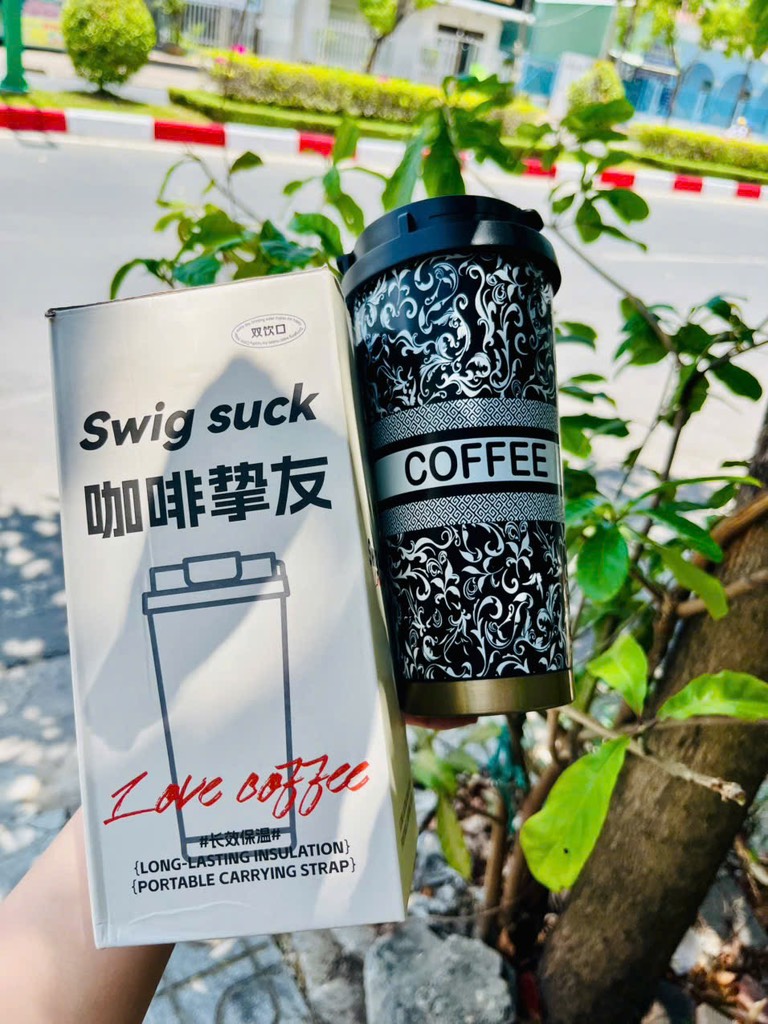 双饮口
Swig suck
咖啡挚友
Love coffee
#长效保温#
{LONG-LASTING INSULATION}
{PORTABLE CARRYING STRAP}
COFFEE